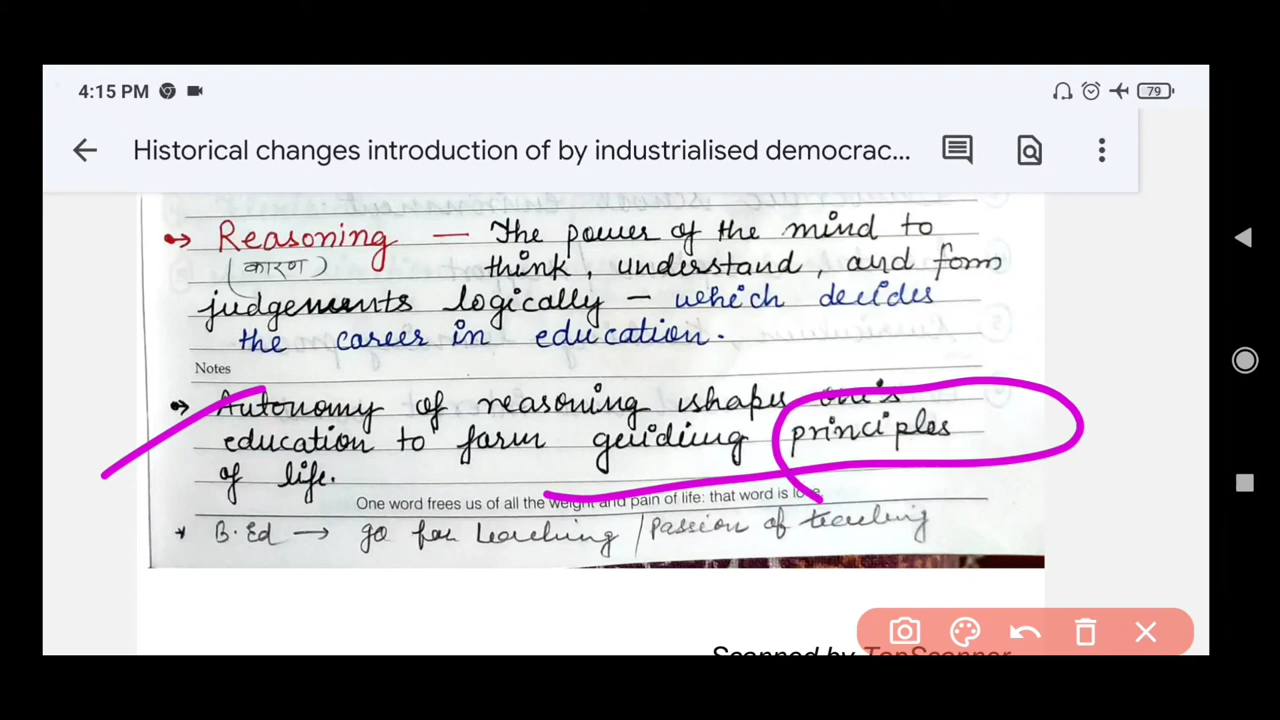 4:15 PM 79
Historical changes introduction of by industrialised democrac...
Reasoning — The power of the mind to
(कारण) think, understand, and form
judgements logically – which decides
the career in education.
Notes
Autonomy of reasoning shapes one's
education to form guiding principles
of life.
One word frees us of all the weight and pain of life: that word is love.
* B.Ed → go for teaching / Passion of teaching
Scanned by TapScanner